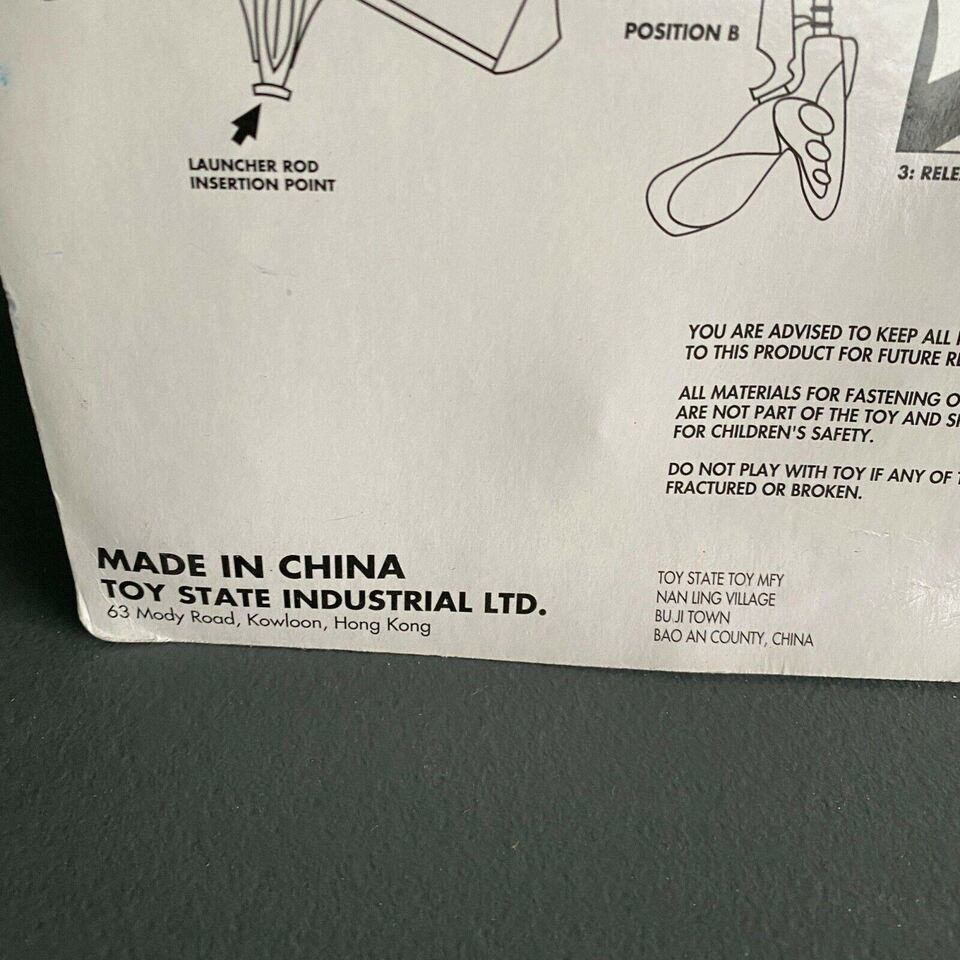 POSITION B
LAUNCHER ROD
INSERTION POINT
3: RELE
YOU ARE ADVISED TO KEEP ALL
TO THIS PRODUCT FOR FUTURE
ALL MATERIALS FOR FASTENING
ARE NOT PART OF THE TOY AND
FOR CHILDREN'S SAFETY.
DO NOT PLAY WITH TOY IF ANY OF
FRACTURED OR BROKEN.
MADE IN CHINA
TOY STATE INDUSTRIAL LTD.
63 Mody Road, Kowloon, Hong Kong
TOY STATE TOY MFY
NAN LING VILLAGE
BU JI TOWN
BAO AN COUNTY, CHINA